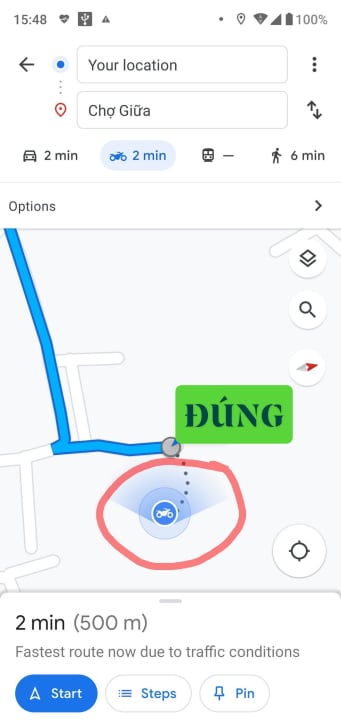 15:48
100%
Your location
Chợ Giữa
2 min
2 min
—
6 min
Options
ĐÚNG
2 min (500 m)
Fastest route now due to traffic conditions
Start
Steps
Pin